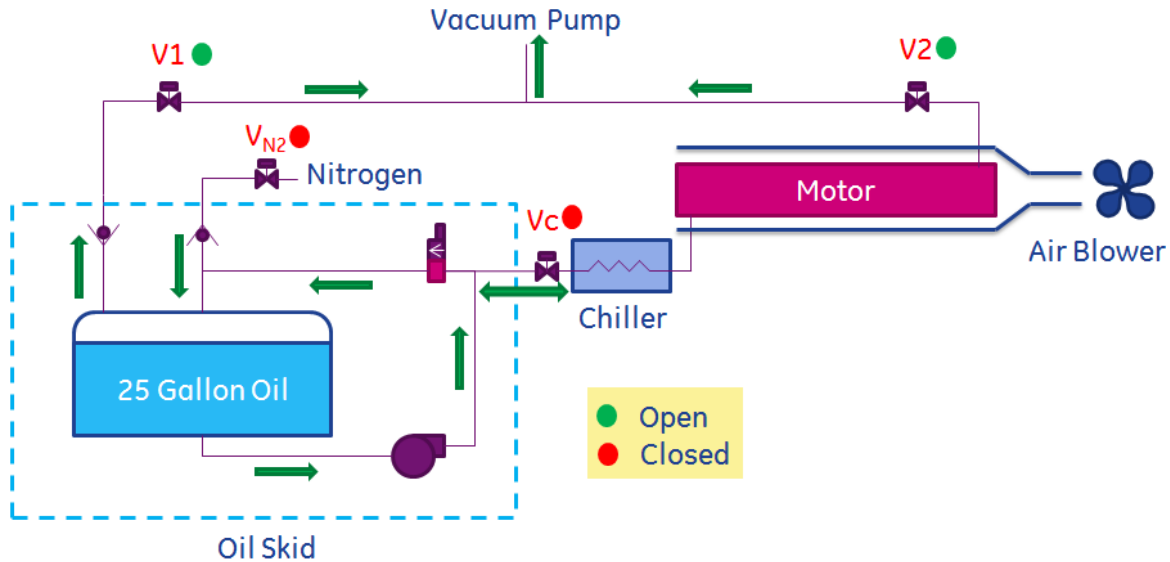 Vacuum Pump
V1
V2
VN2
Nitrogen
Motor
Vc
Air Blower
Chiller
25 Gallon Oil
Open
Closed
Oil Skid